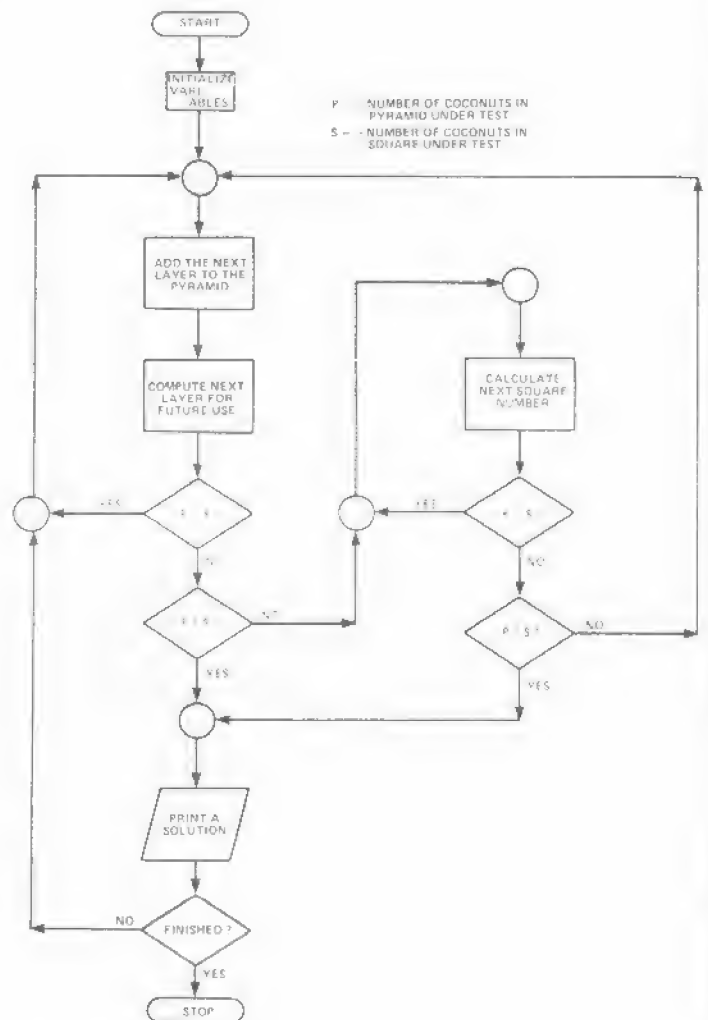 START
INITIALIZE
VARI
ABLES
P NUMBER OF COCONUTS IN
PYRAMID UNDER TEST
S – - NUMBER OF COCONUTS IN
SQUARE UNDER TEST
ADD THE NEXT
LAYER TO THE
PYRAMID
COMPUTE NEXT
LAYER FOR
FUTURE USE
CALCULATE
NEXT SQUARE
NUMBER
YES
YES
NO
NO
NO
YES
YES
PRINT A
SOLUTION
NO
FINISHED ?
YES
STOP